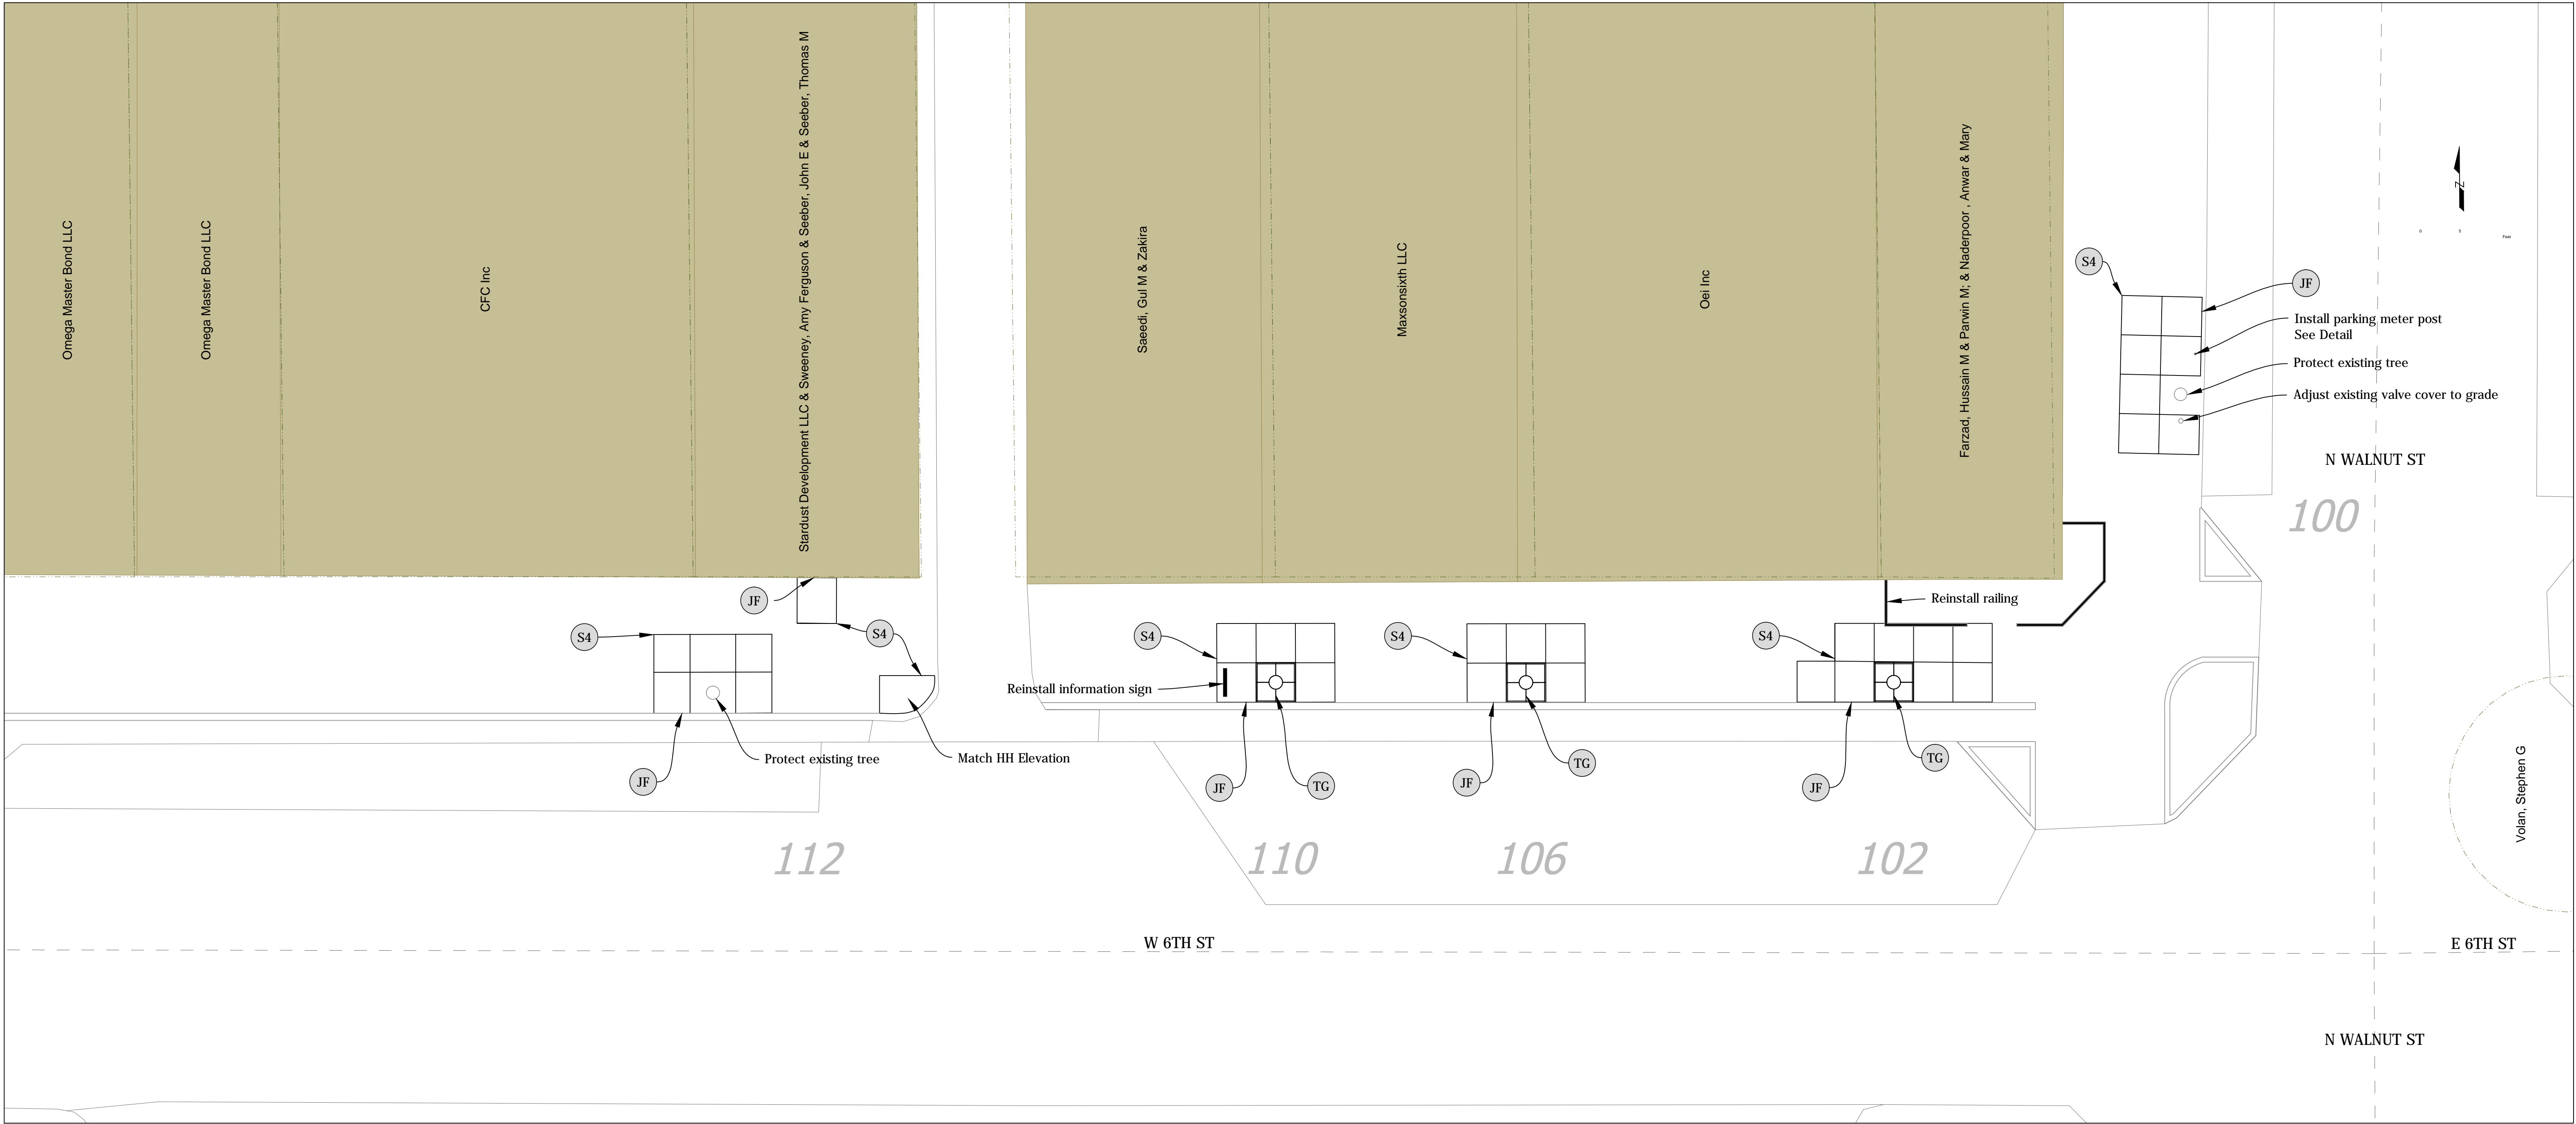 Omega Master Bond LLC
Omega Master Bond LLC
CFC Inc
Stardust Development LLC & Sweeney, Amy Ferguson & Seeber, John E & Seeber, Thomas M
Saeedi, Gul M & Zakira
Maxsonsixth LLC
Oei Inc
Farzad, Hussain M & Parwin M; & Naderpoor , Anwar & Mary
Z
0 5
Feet
S4
JF
Install parking meter post
See Detail
Protect existing tree
Adjust existing valve cover to grade
N WALNUT ST
100
JF
S4
S4
S4
S4
S4
Reinstall railing
Reinstall information sign
JF
Protect existing tree
Match HH Elevation
JF
TG
JF
TG
JF
TG
Volan, Stephen G
112
110
106
102
W 6TH ST
E 6TH ST
N WALNUT ST